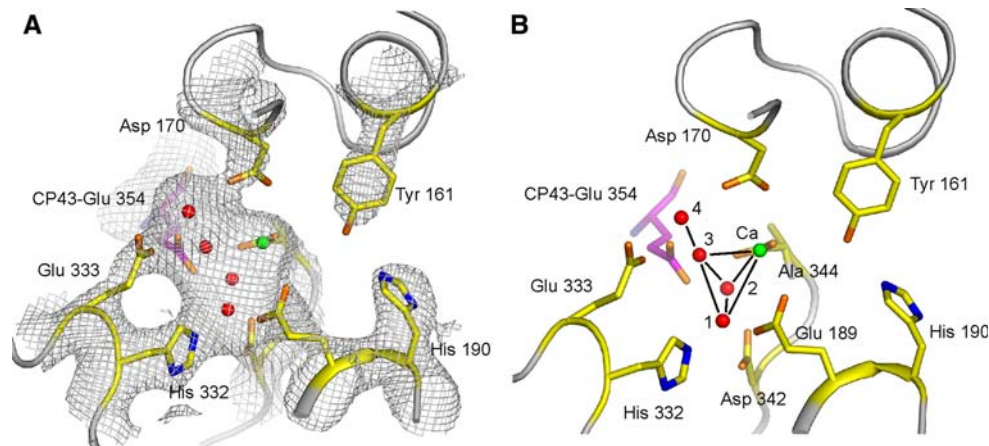 A
Asp 170
CP43-Glu 354
Tyr 161
Glu 333
His 190
His 332
B
Asp 170
CP43-Glu 354
Tyr 161
4
Ca
3
Ala 344
Glu 333
2
1
Glu 189
His 190
Asp 342
His 332